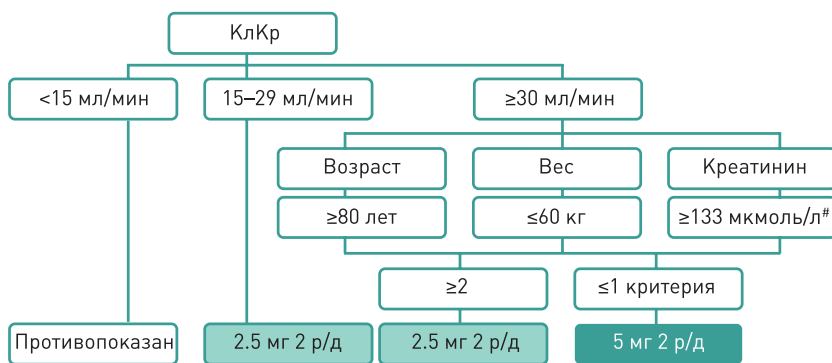 КлКр
<15 мл/мин
15–29 мл/мин
≥30 мл/мин
Возраст
Вес
Креатинин
≥80 лет
≤60 кг
≥133 мкмоль/л#
≥2
≤1 критерия
Противопоказан
2.5 мг 2 р/д
2.5 мг 2 р/д
5 мг 2 р/д